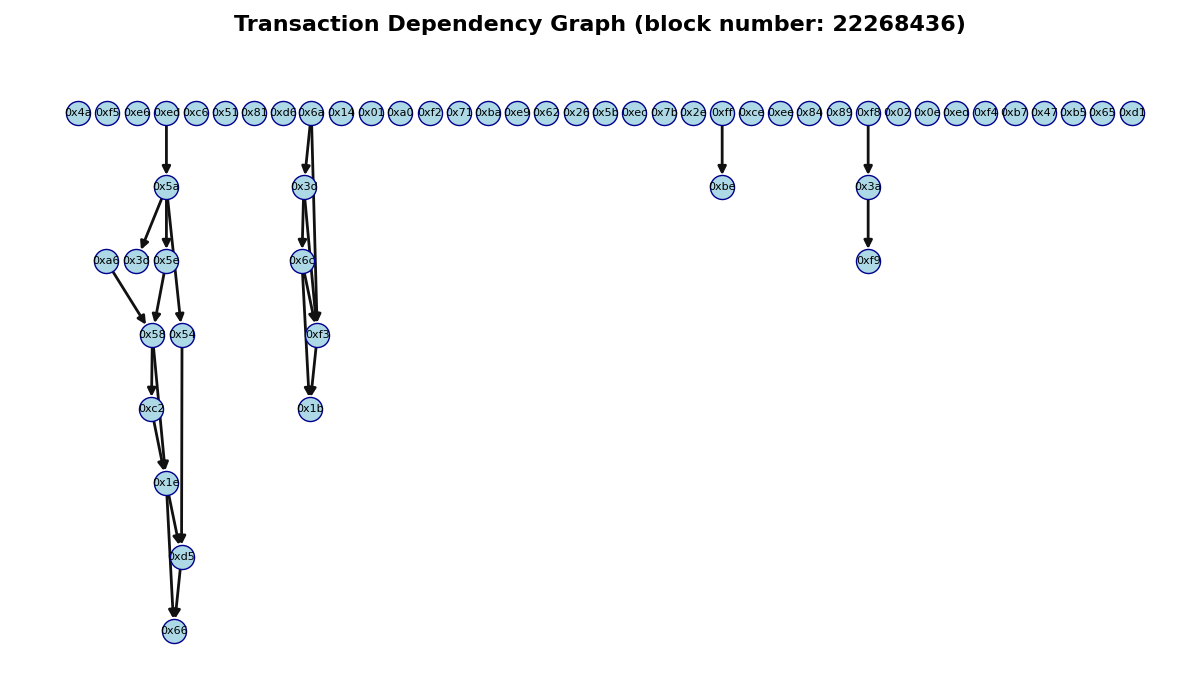 Transaction Dependency Graph (block number: 22268436)
0x4a 0xf5 0xe6 0xed 0xc6 0x51 0x81 0xd6 0x6a 0x14 0x01 0xa0 0xf2 0x71 0xba 0xe9 0x62 0x26 0x5b 0xec 0x7b 0x2e 0xff 0xce 0xee 0x84 0x89 0xf8 0x02 0x0e 0xed 0xf4 0xb7 0x47 0xb5 0x65 0xd1
0x5a 0x3d 0xbe 0x3a
0xa6 0x3c 0x5e 0x6c 0xf9
0x58 0x54 0xf3
0xc2 0x1b
0x1e
0xd5
0x66